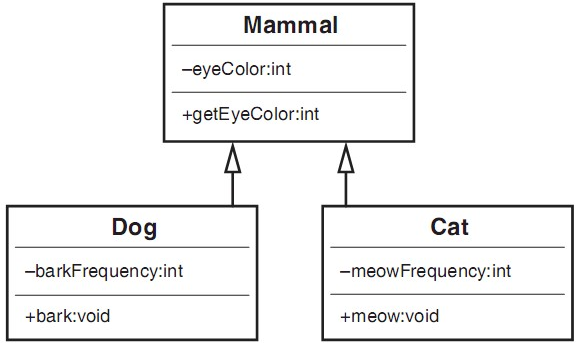 Mammal
–eyeColor:int
+getEyeColor:int
Dog
–barkFrequency:int
+bark:void
Cat
–meowFrequency:int
+meow:void